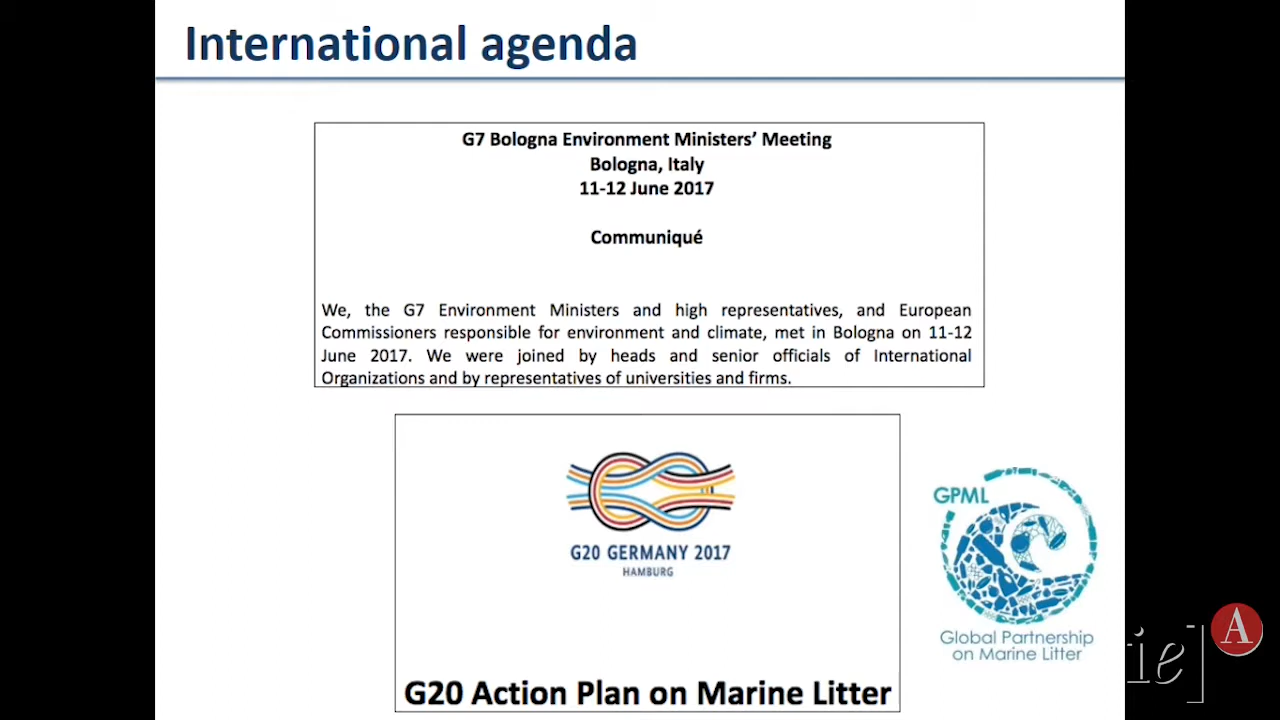 International agenda
G7 Bologna Environment Ministers’ Meeting
Bologna, Italy
11-12 June 2017
Communiqué
We, the G7 Environment Ministers and high representatives, and European
Commissioners responsible for environment and climate, met in Bologna on 11-12
June 2017. We were joined by heads and senior officials of International
Organizations and by representatives of universities and firms.
G20 GERMANY 2017
HAMBURG
G20 Action Plan on Marine Litter
GPML
Global Partnership
on Marine Litter
ie]
A